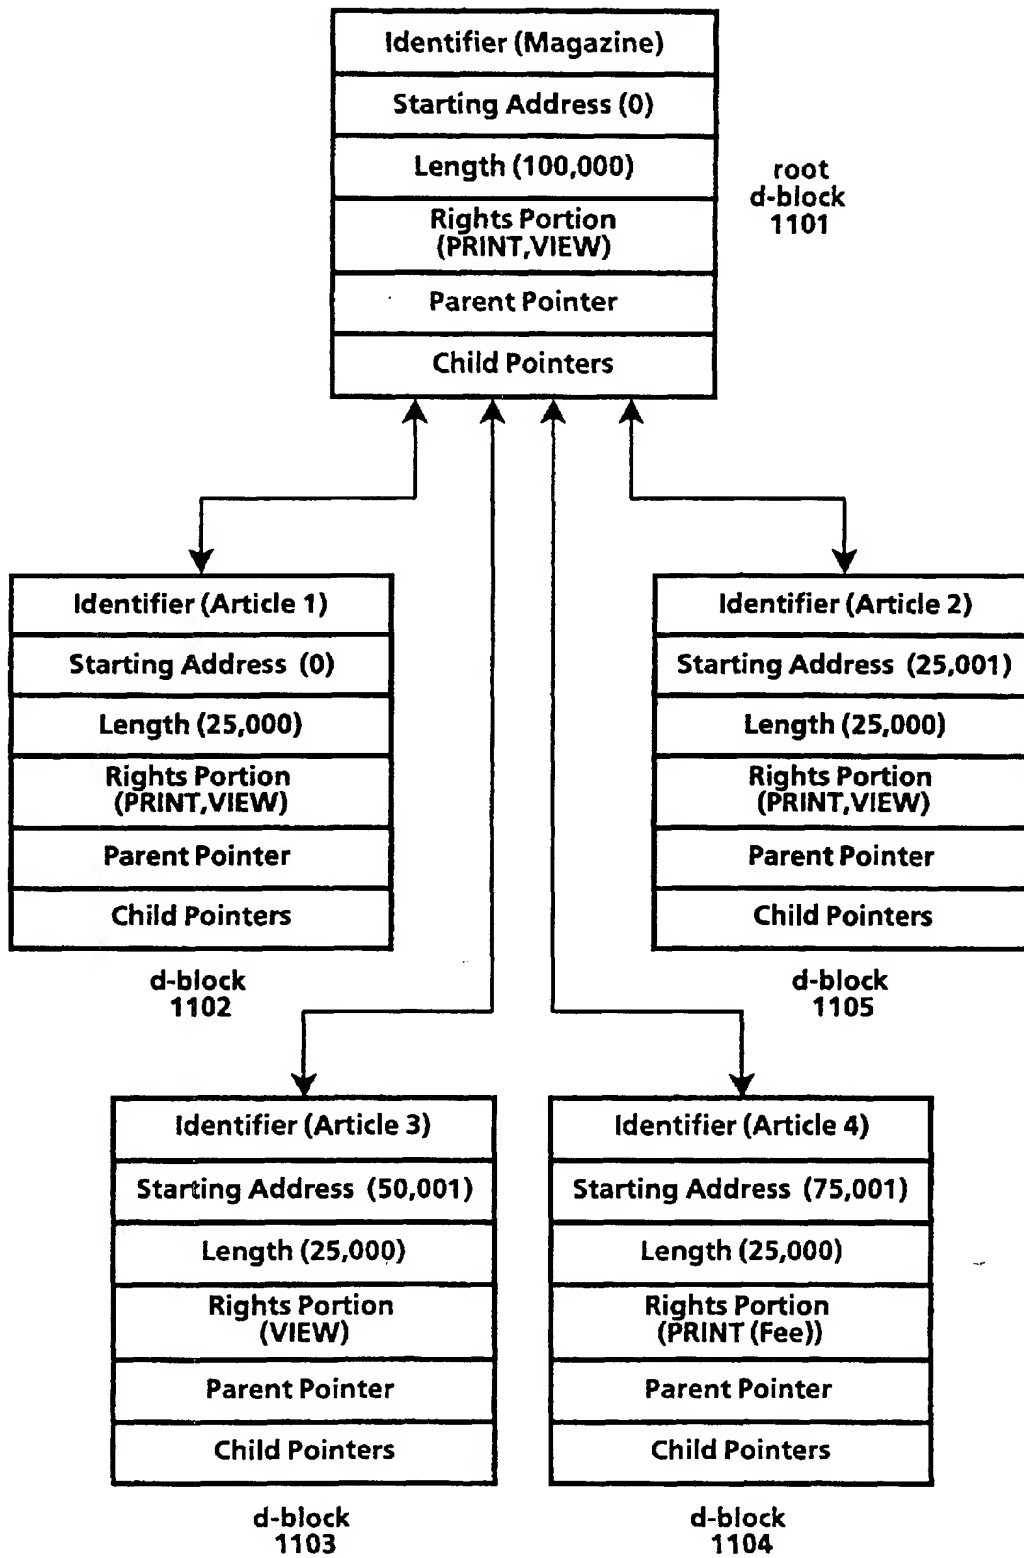 Identifier (Magazine)
Starting Address (0)
Length (100,000)
Rights Portion
(PRINT,VIEW)
Parent Pointer
Child Pointers
root
d-block
1101
Identifier (Article 1)
Starting Address (0)
Length (25,000)
Rights Portion
(PRINT,VIEW)
Parent Pointer
Child Pointers
d-block
1102
Identifier (Article 2)
Starting Address (25,001)
Length (25,000)
Rights Portion
(PRINT,VIEW)
Parent Pointer
Child Pointers
d-block
1105
Identifier (Article 3)
Starting Address (50,001)
Length (25,000)
Rights Portion
(VIEW)
Parent Pointer
Child Pointers
d-block
1103
Identifier (Article 4)
Starting Address (75,001)
Length (25,000)
Rights Portion
(PRINT (Fee))
Parent Pointer
Child Pointers
d-block
1104